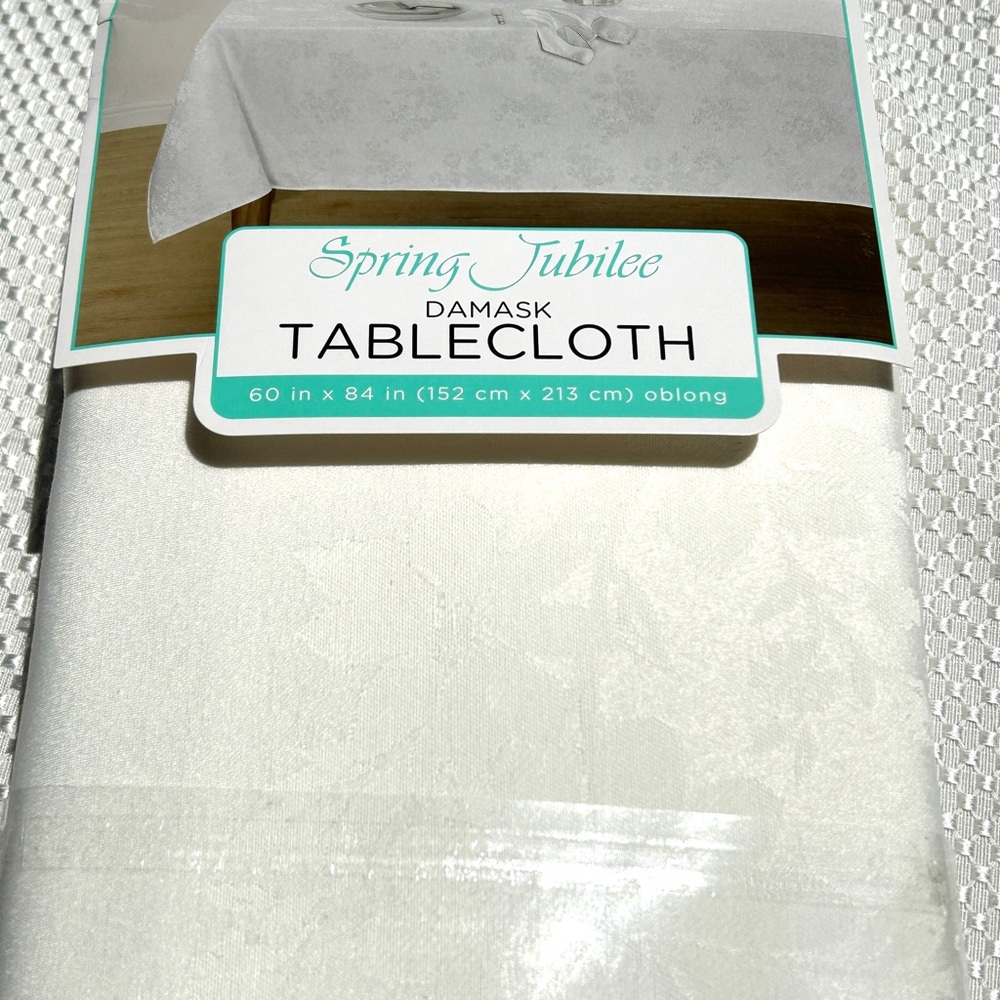 Spring Jubilee
DAMASK
TABLECLOTH
60 in x 84 in (152 cm x 213 cm) oblong